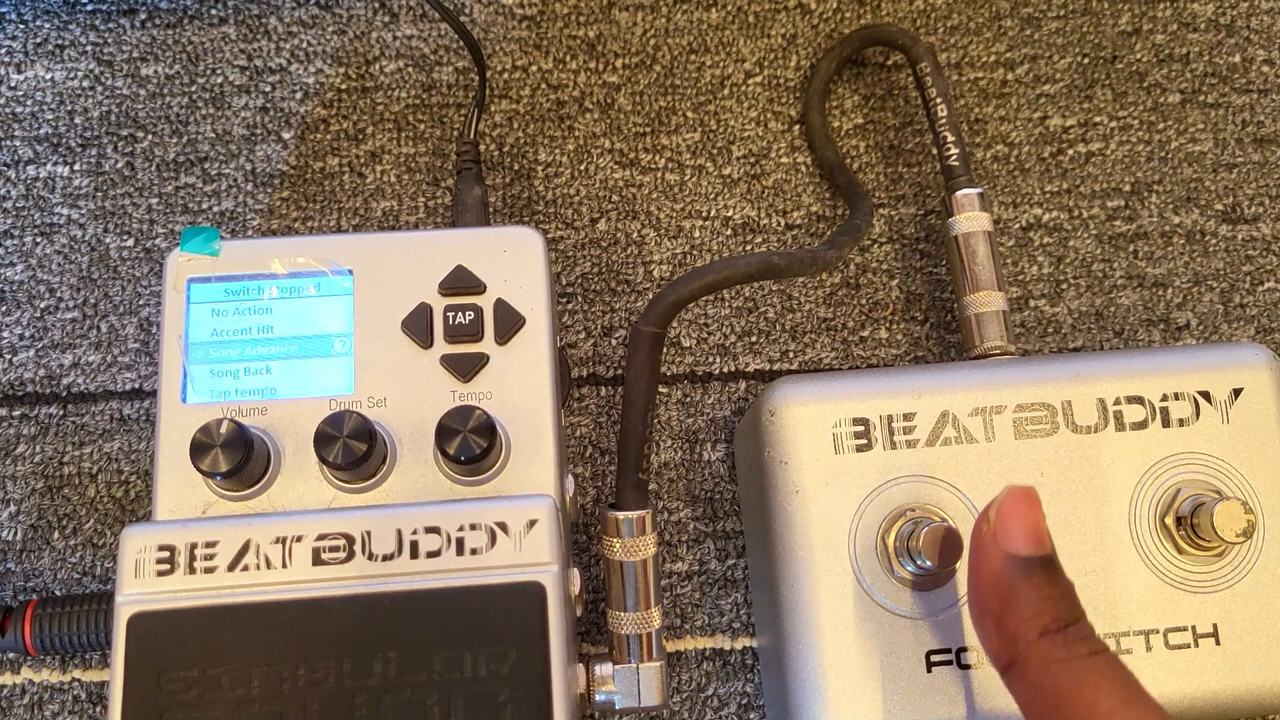 BeatBuddy
Switch Stopped
No Action
Accent Hit
> Song Advance ?
Song Back
Tap tempo
TAP
Volume
Drum Set
Tempo
BEATBUDDY
BEATBUDDY